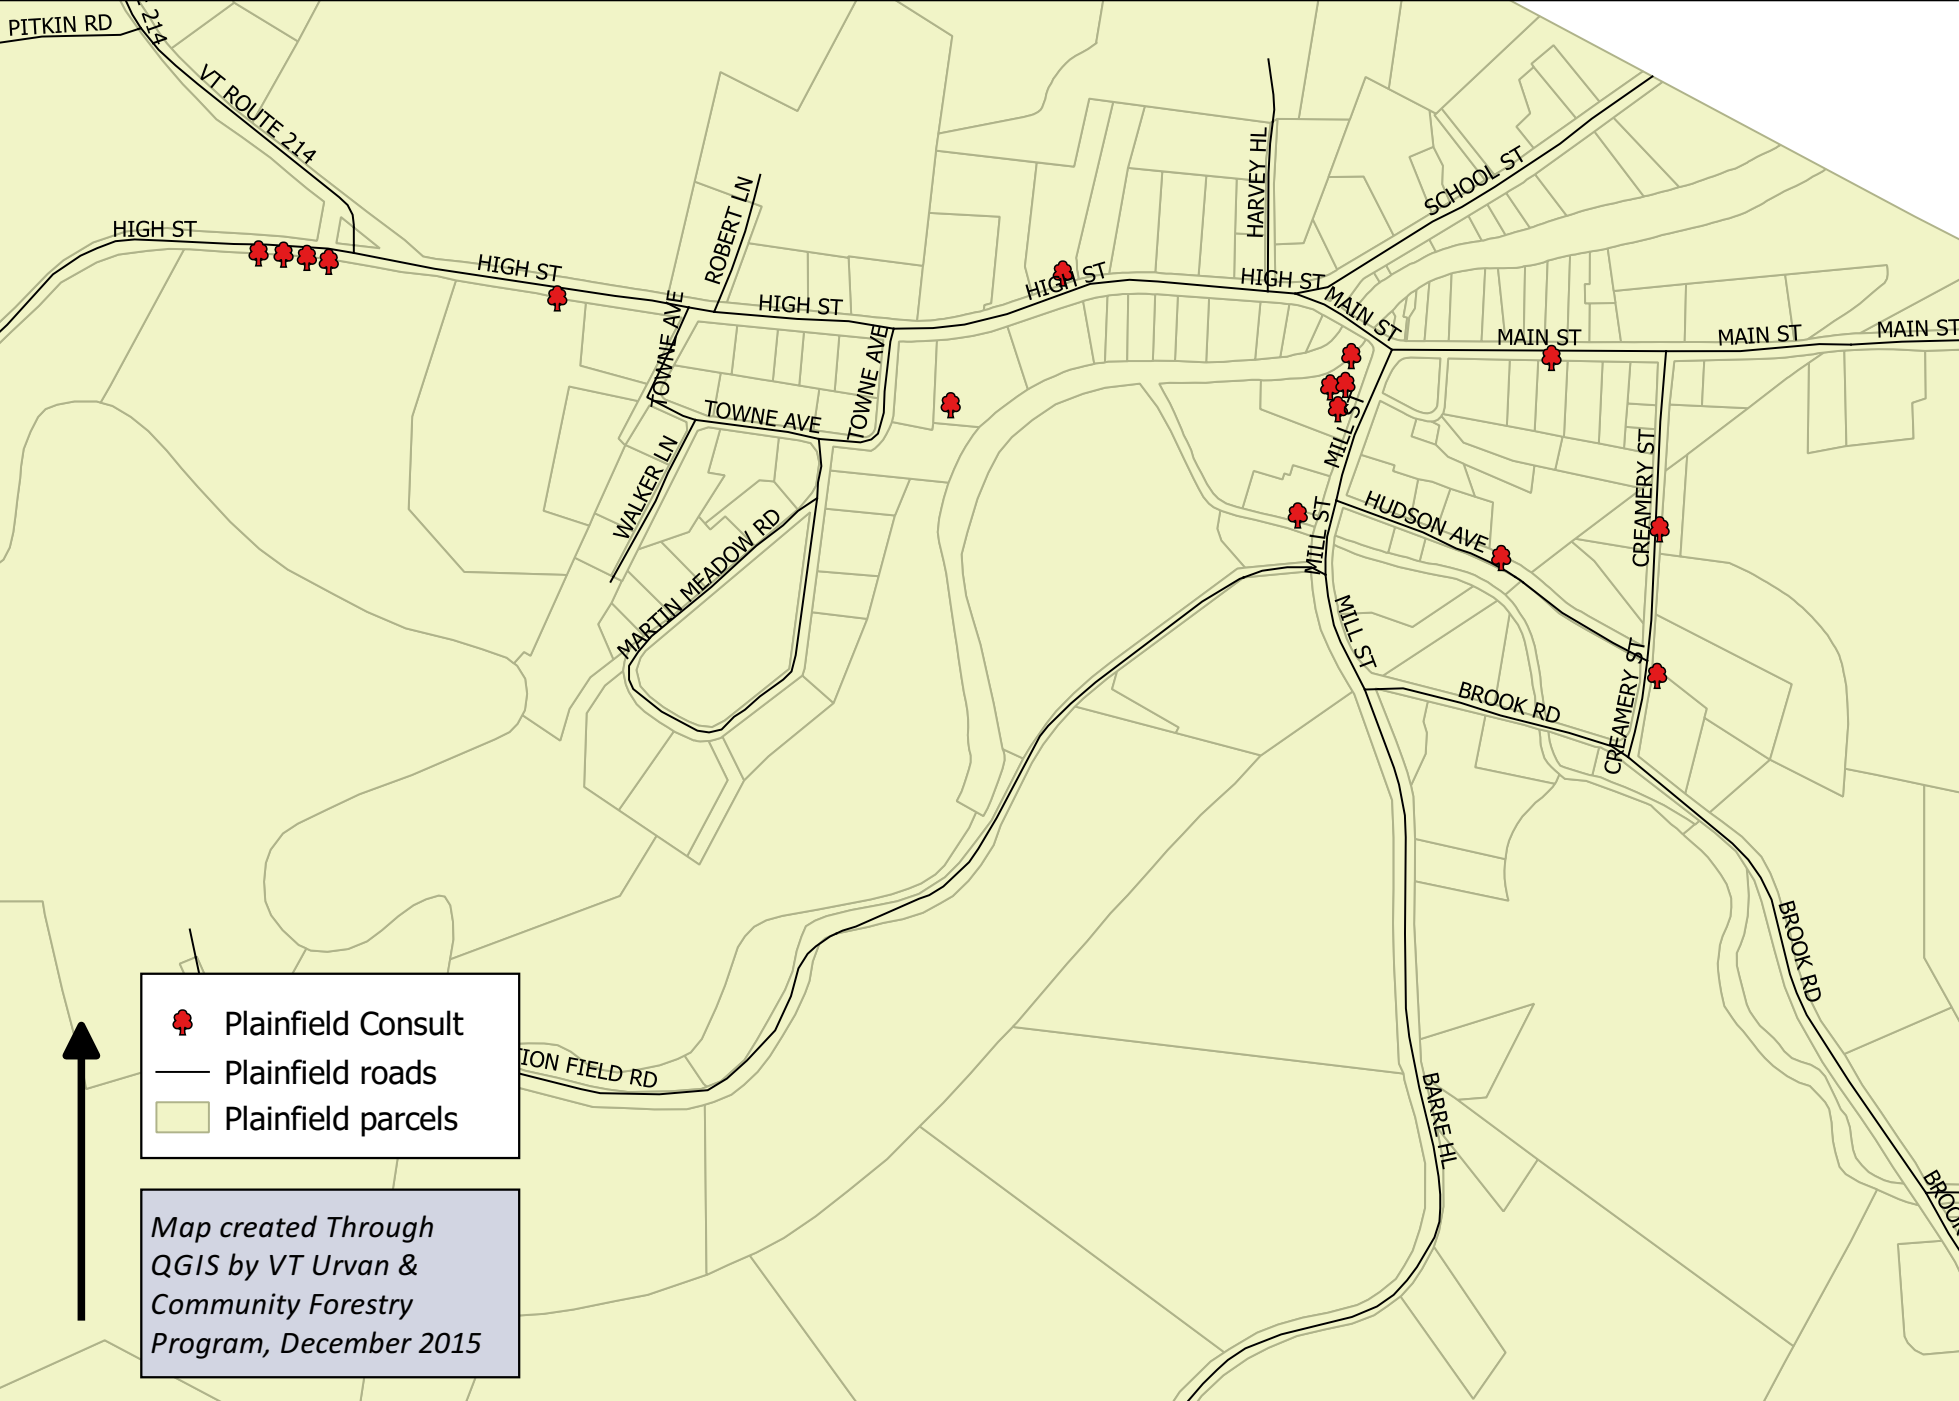 PITKIN RD
214
VT ROUTE 214
HIGH ST
HIGH ST
ROBERT LN
HIGH ST
HIGH ST
HARVEY HL
HIGH ST
SCHOOL ST
MAIN ST
MAIN ST
MAIN ST
MAIN ST
TOWNE AVE
TOWNE AVE
TOWNE AVE
WALKER LN
MARTIN MEADOW RD
MILL ST
MILL ST
MILL ST
HUDSON AVE
CREAMERY ST
CREAMERY ST
BROOK RD
BROOK RD
BROOK
BARRE HL
ION FIELD RD
Plainfield Consult
Plainfield roads
Plainfield parcels
Map created Through
QGIS by VT Urvan &
Community Forestry
Program, December 2015